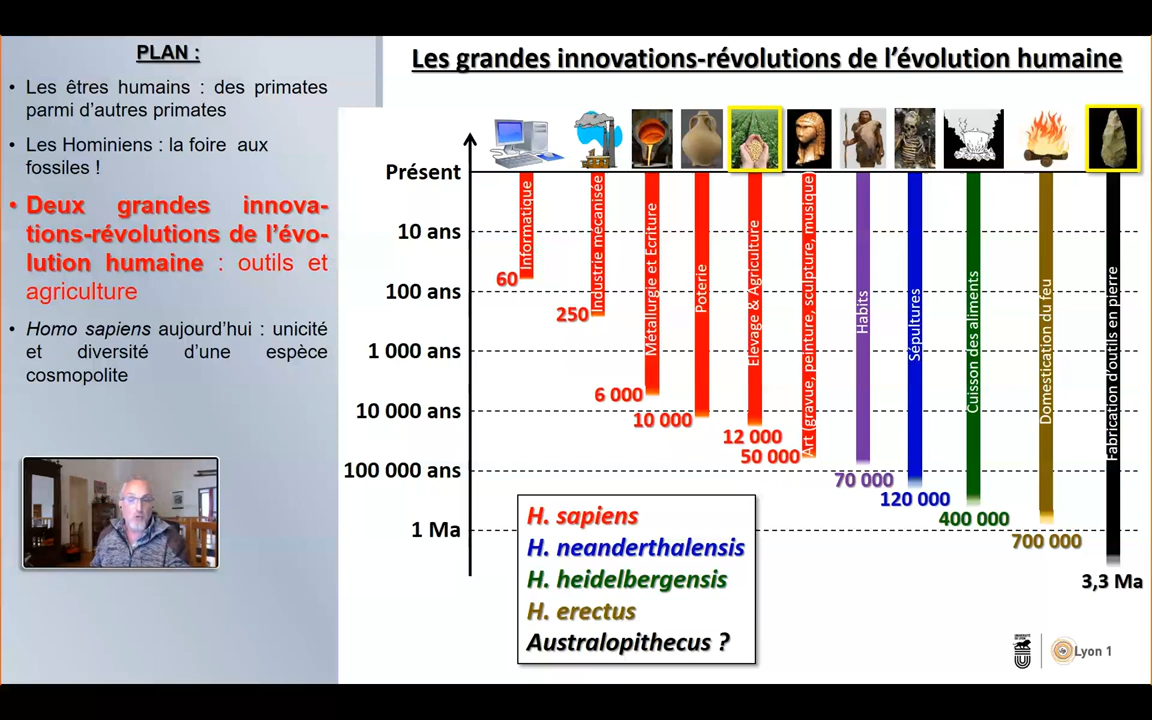 PLAN :
• Les êtres humains : des primates
parmi d'autres primates
• Les Hominiens : la foire aux
fossiles !
• Deux grandes innova-
tions-révolutions de l'évo-
lution humaine : outils et
agriculture
• Homo sapiens aujourd'hui : unicité
et diversité d'une espèce
cosmopolite
Les grandes innovations-révolutions de l'évolution humaine
Présent
10 ans
100 ans
1 000 ans
10 000 ans
100 000 ans
1 Ma
Informatique
60
Industrie mécanisée
250
Métallurgie et Ecriture
6 000
Poterie
10 000
Elevage & Agriculture
12 000
Art (gravue, peinture, sculpture, musique)
50 000
Habits
70 000
Sépultures
120 000
Cuisson des aliments
400 000
Domestication du feu
700 000
Fabrication d'outils en pierre
3,3 Ma
H. sapiens
H. neanderthalensis
H. heidelbergensis
H. erectus
Australopithecus ?
Lyon 1